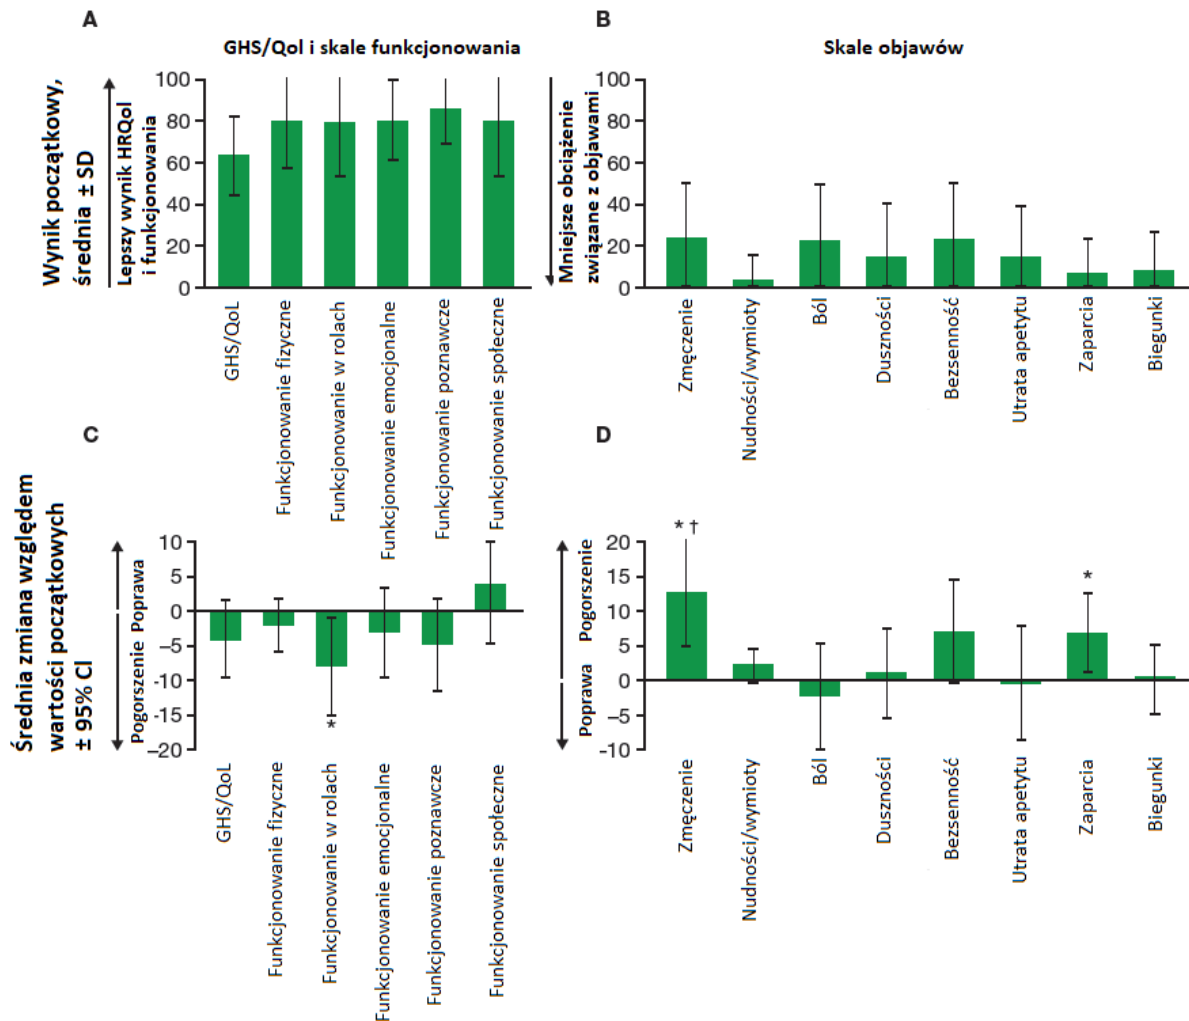 A
GHS/Qol i skale funkcjonowania
Wynik początkowy,
średnia ± SD
Lepszy wynik HRQol
i funkcjonowania
100
80
60
40
20
0
GHS/QoL
Funkcjonowanie fizyczne
Funkcjonowanie w rolach
Funkcjonowanie emocjonalne
Funkcjonowanie poznawcze
Funkcjonowanie społeczne
B
Skale objawów
Mniejsze obciążenie
związane z objawami
100
80
60
40
20
0
Zmęczenie
Nudności/wymioty
Ból
Duszności
Bezsenność
Utrata apetytu
Zaparcia
Biegunki
C
Średnia zmiana względem
wartości początkowych
± 95% CI
Pogorszenie Poprawa
10
5
0
-5
-10
-15
–20
*
GHS/QoL
Funkcjonowanie fizyczne
Funkcjonowanie w rolach
Funkcjonowanie emocjonalne
Funkcjonowanie poznawcze
Funkcjonowanie społeczne
D
Poprawa Pogorszenie
20
15
10
5
0
–5
-10
* †
*
Zmęczenie
Nudności/wymioty
Ból
Duszności
Bezsenność
Utrata apetytu
Zaparcia
Biegunki